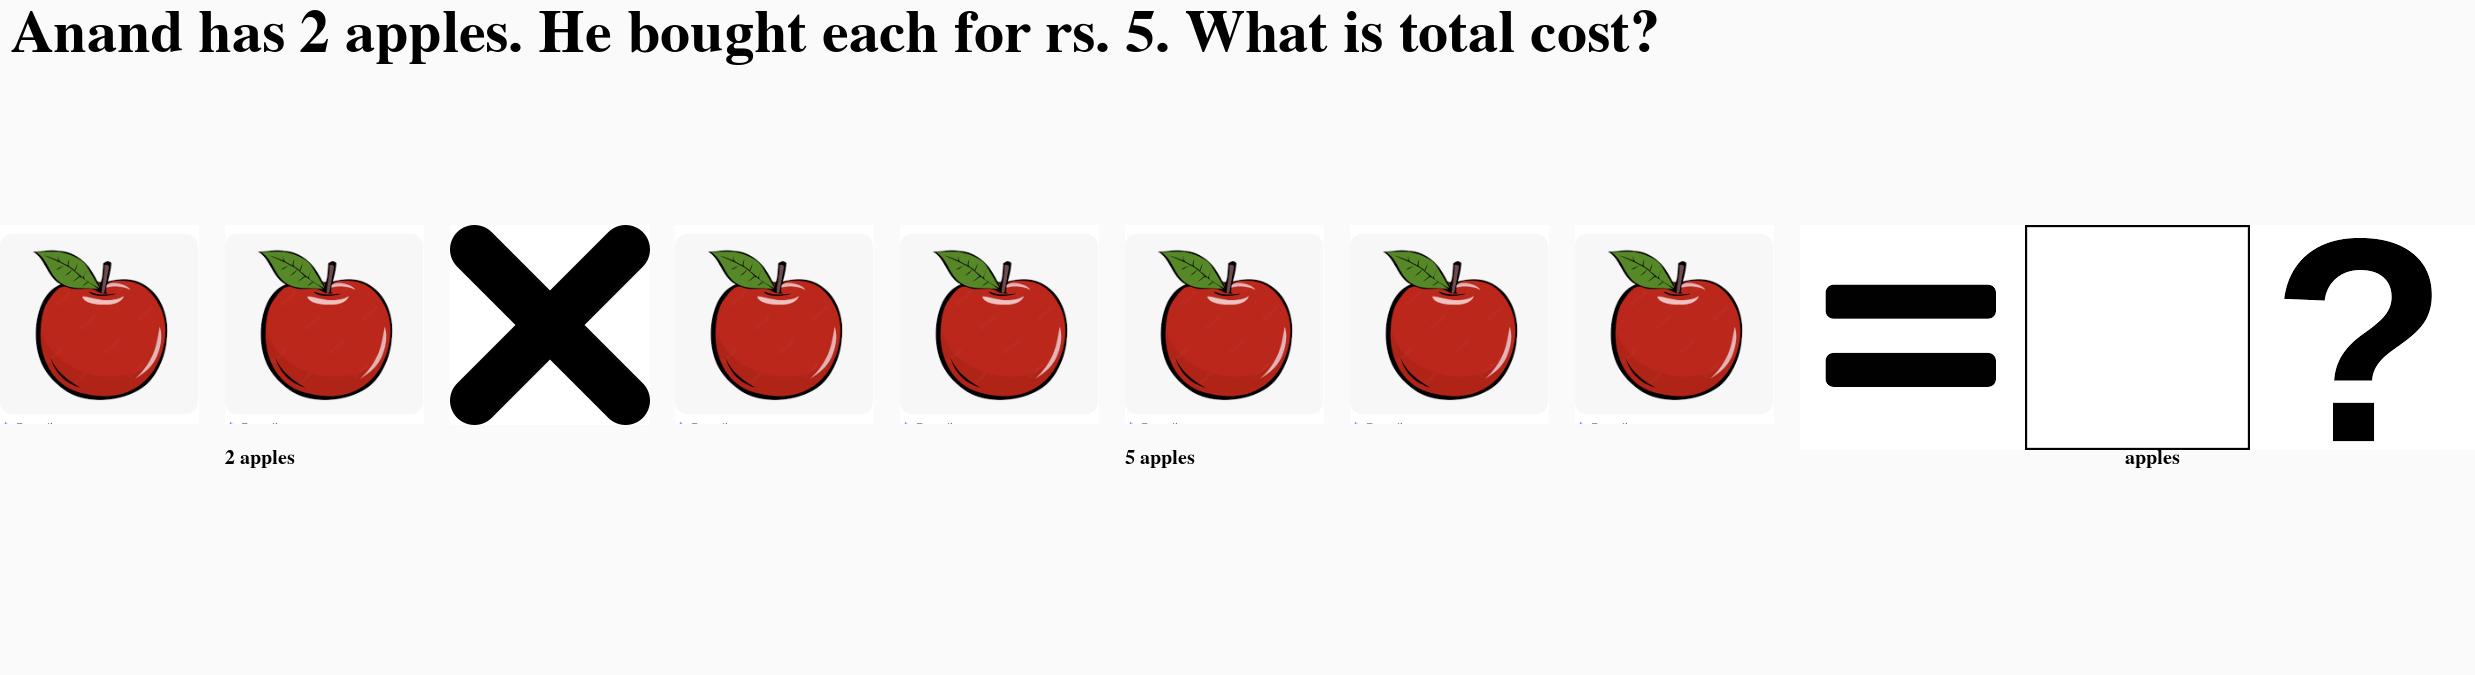 Anand has 2 apples. He bought each for rs. 5. What is total cost?
2 apples
5 apples
apples